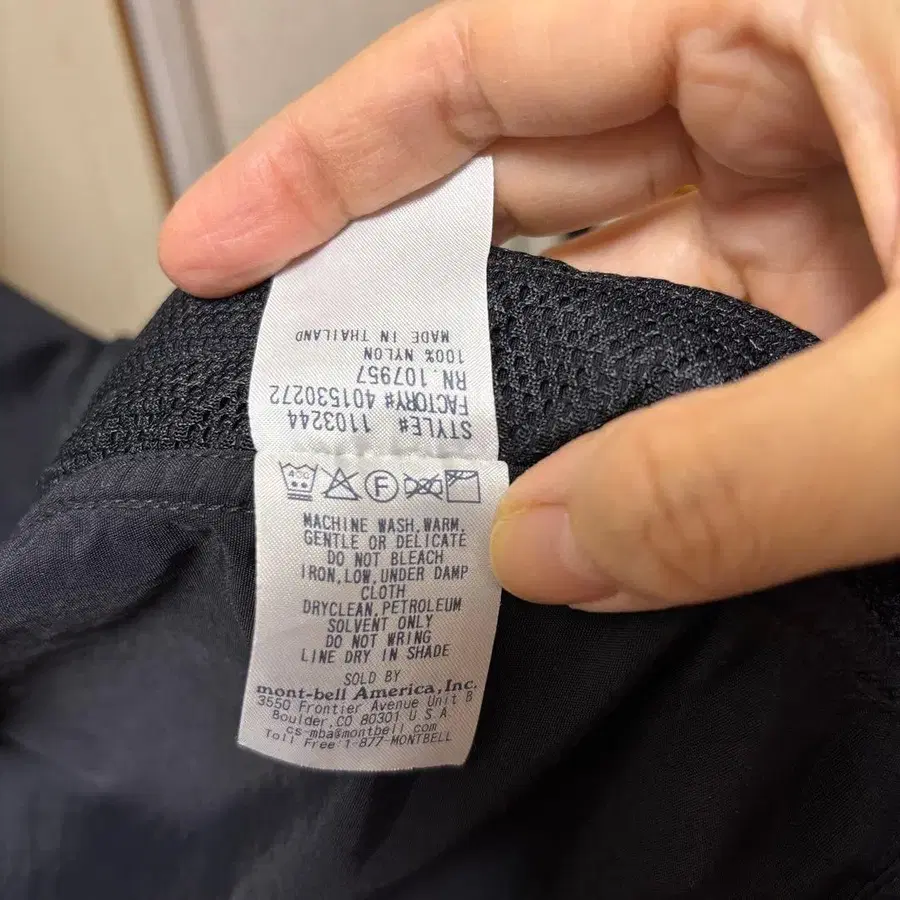 STYLE# 1103244
FACTORY# 401530272
RN. 107957
100% NYLON
MADE IN THAILAND
MACHINE WASH, WARM,
GENTLE OR DELICATE
DO NOT BLEACH
IRON, LOW, UNDER DAMP
CLOTH
DRYCLEAN, PETROLEUM
SOLVENT ONLY
DO NOT WRING
LINE DRY IN SHADE
SOLD BY
mont-bell America, Inc.
3550 Frontier Avenue Unit B
Boulder, CO 80301 U S A
cs-mba@montbell.com
Toll Free:1-877-MONTBELL